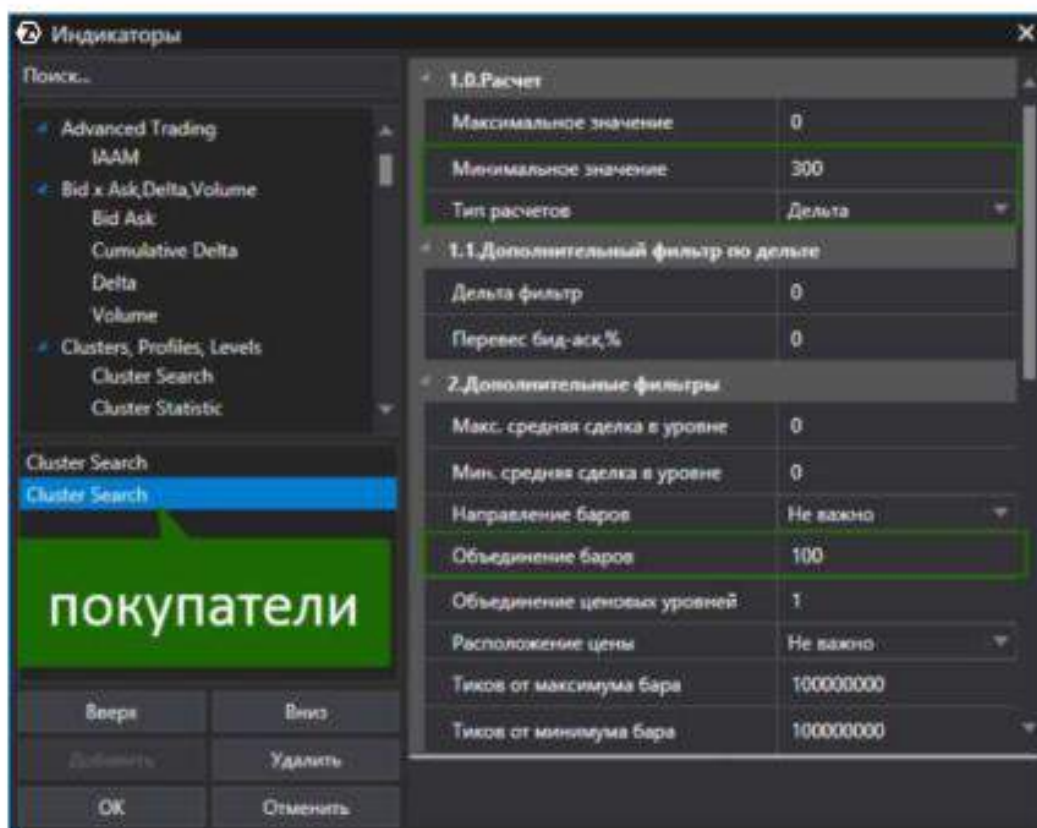 Индикаторы
Поиск...
Advanced Trading
IAAM
Bid x Ask,Delta,Volume
Bid Ask
Cumulative Delta
Delta
Volume
Clusters, Profiles, Levels
Cluster Search
Cluster Statistic
Cluster Search
Cluster Search
покупатели
Вверх Вниз
Добавить Удалить
OK Отменить
1.0.Расчет
Максимальное значение 0
Минимальное значение 300
Тип расчетов Дельта
1.1.Дополнительный фильтр по дельте
Дельта фильтр 0
Перевес бид-аск,% 0
2.Дополнительные фильтры
Макс. средняя сделка в уровне 0
Мин. средняя сделка в уровне 0
Направление баров Не важно
Объединение баров 100
Объединение ценовых уровней 1
Расположение цены Не важно
Тиков от максимума бара 100000000
Тиков от минимума бара 100000000